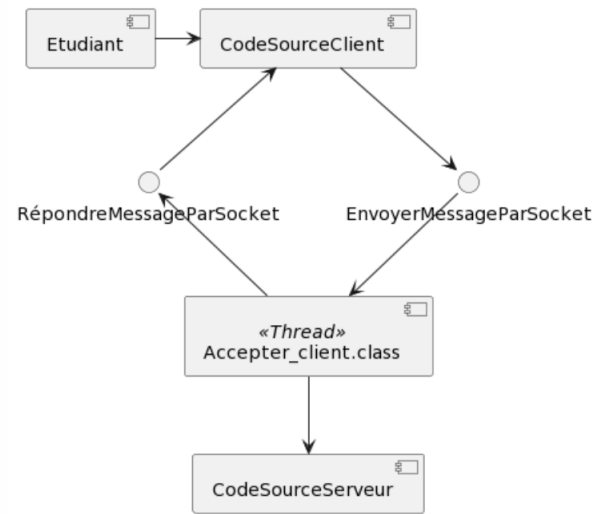 Etudiant
CodeSourceClient
RépondreMessageParSocket
EnvoyerMessageParSocket
«Thread»
Accepter_client.class
CodeSourceServeur